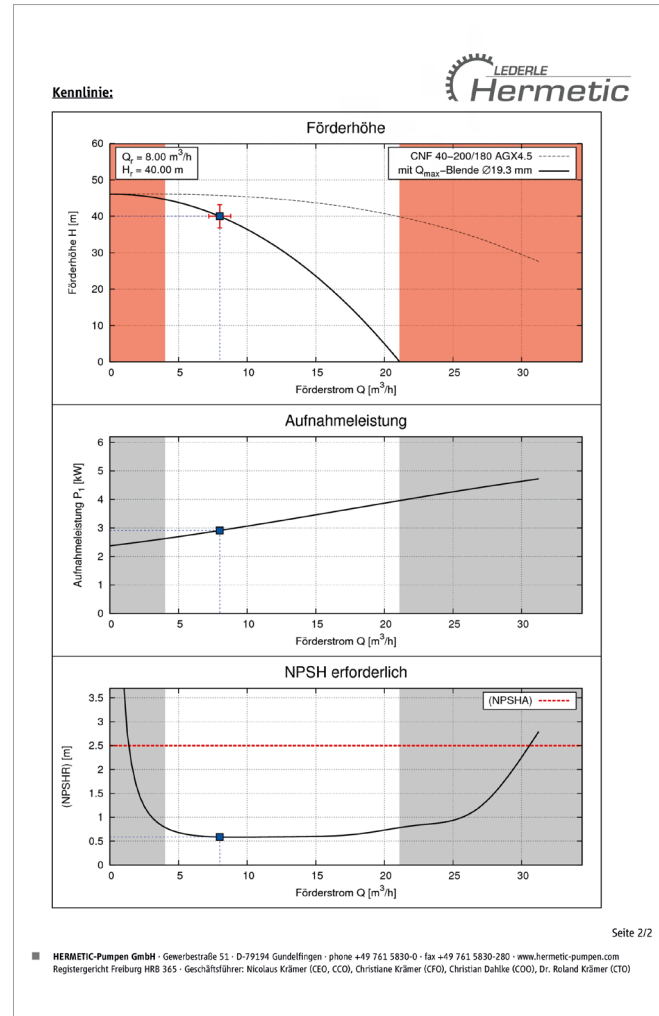 LEDERLE
Hermetic
Kennlinie:
Förderhöhe
Qr = 8.00 m³/h
Hr = 40.00 m
CNF 40-200/180 AGX4.5
mit Qmax-Blende Ø19.3 mm
Förderhöhe H [m]
60
50
40
30
20
10
0
0 5 10 15 20 25 30
Förderstrom Q [m³/h]
Aufnahmeleistung
Aufnahmeleistung P1 [kW]
6
5
4
3
2
1
0
0 5 10 15 20 25 30
Förderstrom Q [m³/h]
NPSH erforderlich
(NPSHA)
(NPSHR) [m]
3.5
3
2.5
2
1.5
1
0.5
0
0 5 10 15 20 25 30
Förderstrom Q [m³/h]
Seite 2/2
HERMETIC-Pumpen GmbH · Gewerbestraße 51 · D-79194 Gundelfingen · phone +49 761 5830-0 · fax +49 761 5830-280 · www.hermetic-pumpen.com
Registergericht Freiburg HRB 365 · Geschäftsführer: Nicolaus Krämer (CEO, CCO), Christiane Krämer (CFO), Christian Dahlke (COO), Dr. Roland Krämer (CTO)